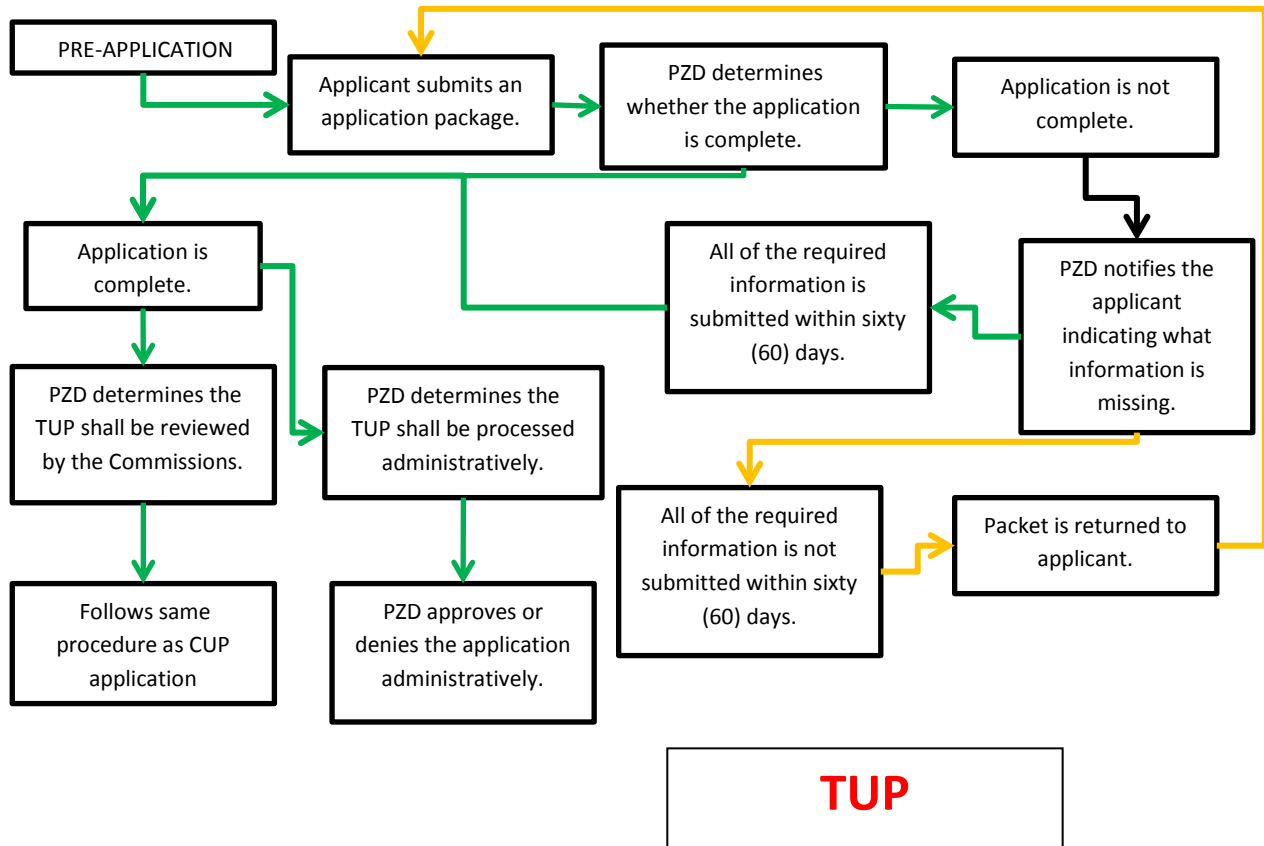 PRE-APPLICATION
Applicant submits an
application package.
PZD determines
whether the application
is complete.
Application is not
complete.
Application is
complete.
All of the required
information is
submitted within sixty
(60) days.
PZD notifies the
applicant
indicating what
information is
missing.
PZD determines the
TUP shall be reviewed
by the Commissions.
PZD determines the
TUP shall be processed
administratively.
All of the required
information is not
submitted within sixty
(60) days.
Packet is returned to
applicant.
Follows same
procedure as CUP
application
PZD approves or
denies the application
administratively.
TUP